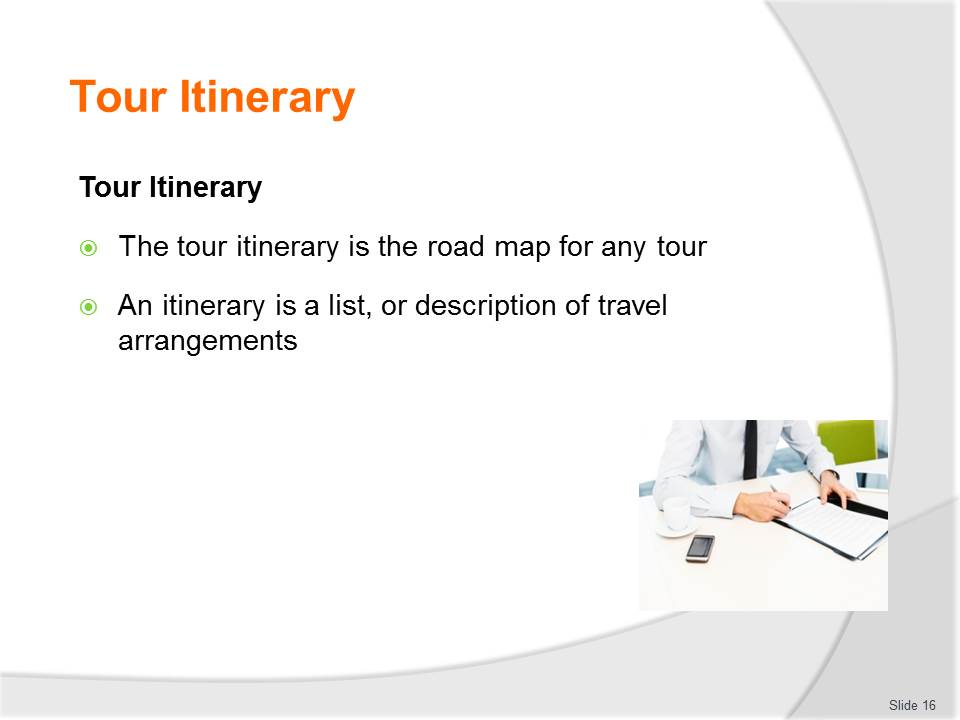 Tour Itinerary
Tour Itinerary
The tour itinerary is the road map for any tour
An itinerary is a list, or description of travel
arrangements
Slide 16